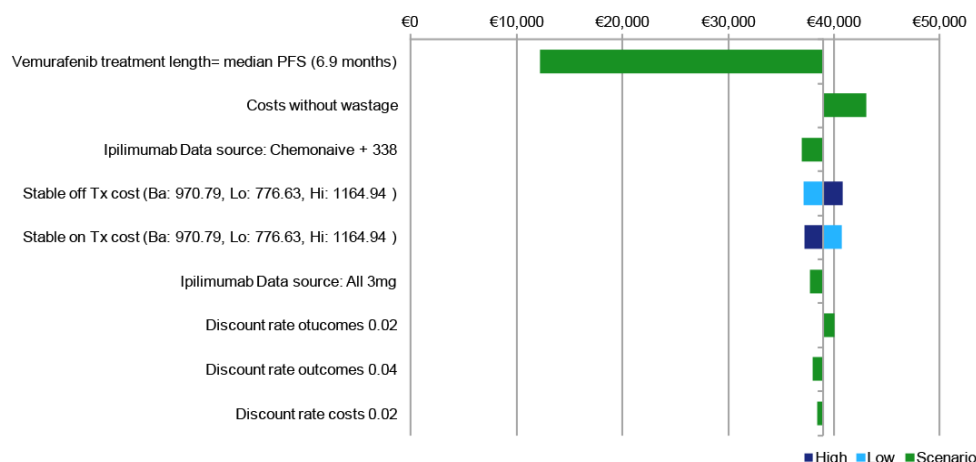 €0 €10,000 €20,000 €30,000 €40,000 €50,000
Vemurafenib treatment length= median PFS (6.9 months)
Costs without wastage
Ipilimumab Data source: Chemonaive + 338
Stable off Tx cost (Ba: 970.79, Lo: 776.63, Hi: 1164.94 )
Stable on Tx cost (Ba: 970.79, Lo: 776.63, Hi: 1164.94 )
Ipilimumab Data source: All 3mg
Discount rate otucomes 0.02
Discount rate outcomes 0.04
Discount rate costs 0.02
High Low Scenario